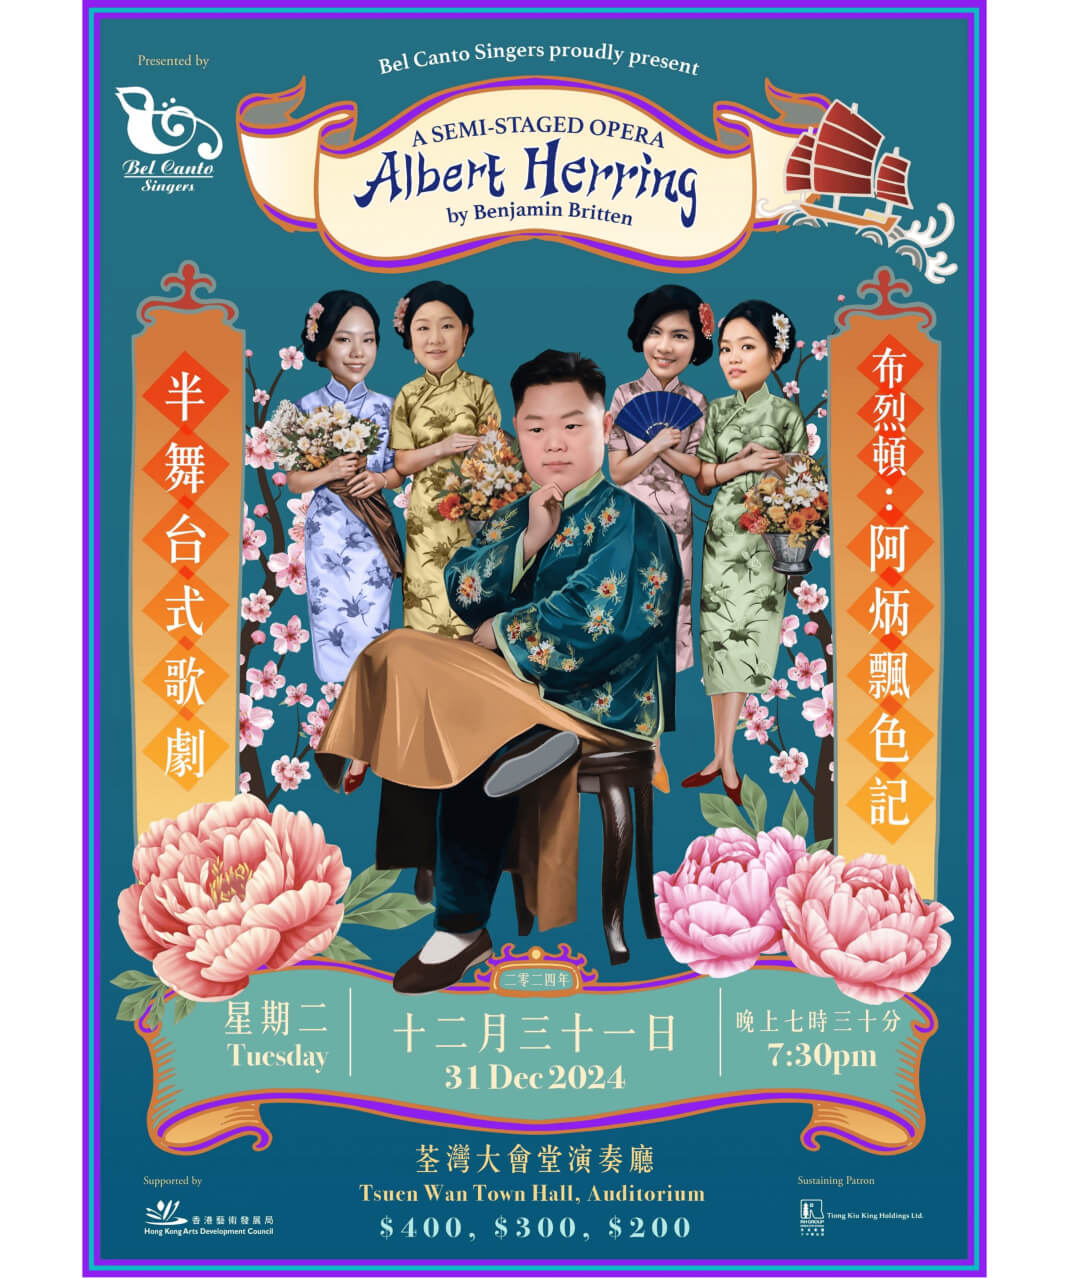 Presented by
Bel Canto
Singers
Bel Canto Singers proudly present
A SEMI-STAGED OPERA
Albert Herring
by Benjamin Britten
半舞台式歌劇
布烈頓：阿炳飄色記
二零二四年
星期二
Tuesday
十二月三十一日
31 Dec 2024
晚上七時三十分
7:30pm
荃灣大會堂演奏廳
Tsuen Wan Town Hall, Auditorium
$400, $300, $200
Supported by
香港藝術發展局
Hong Kong Arts Development Council
Sustaining Patron
Tiong Kiu King Holdings Ltd.